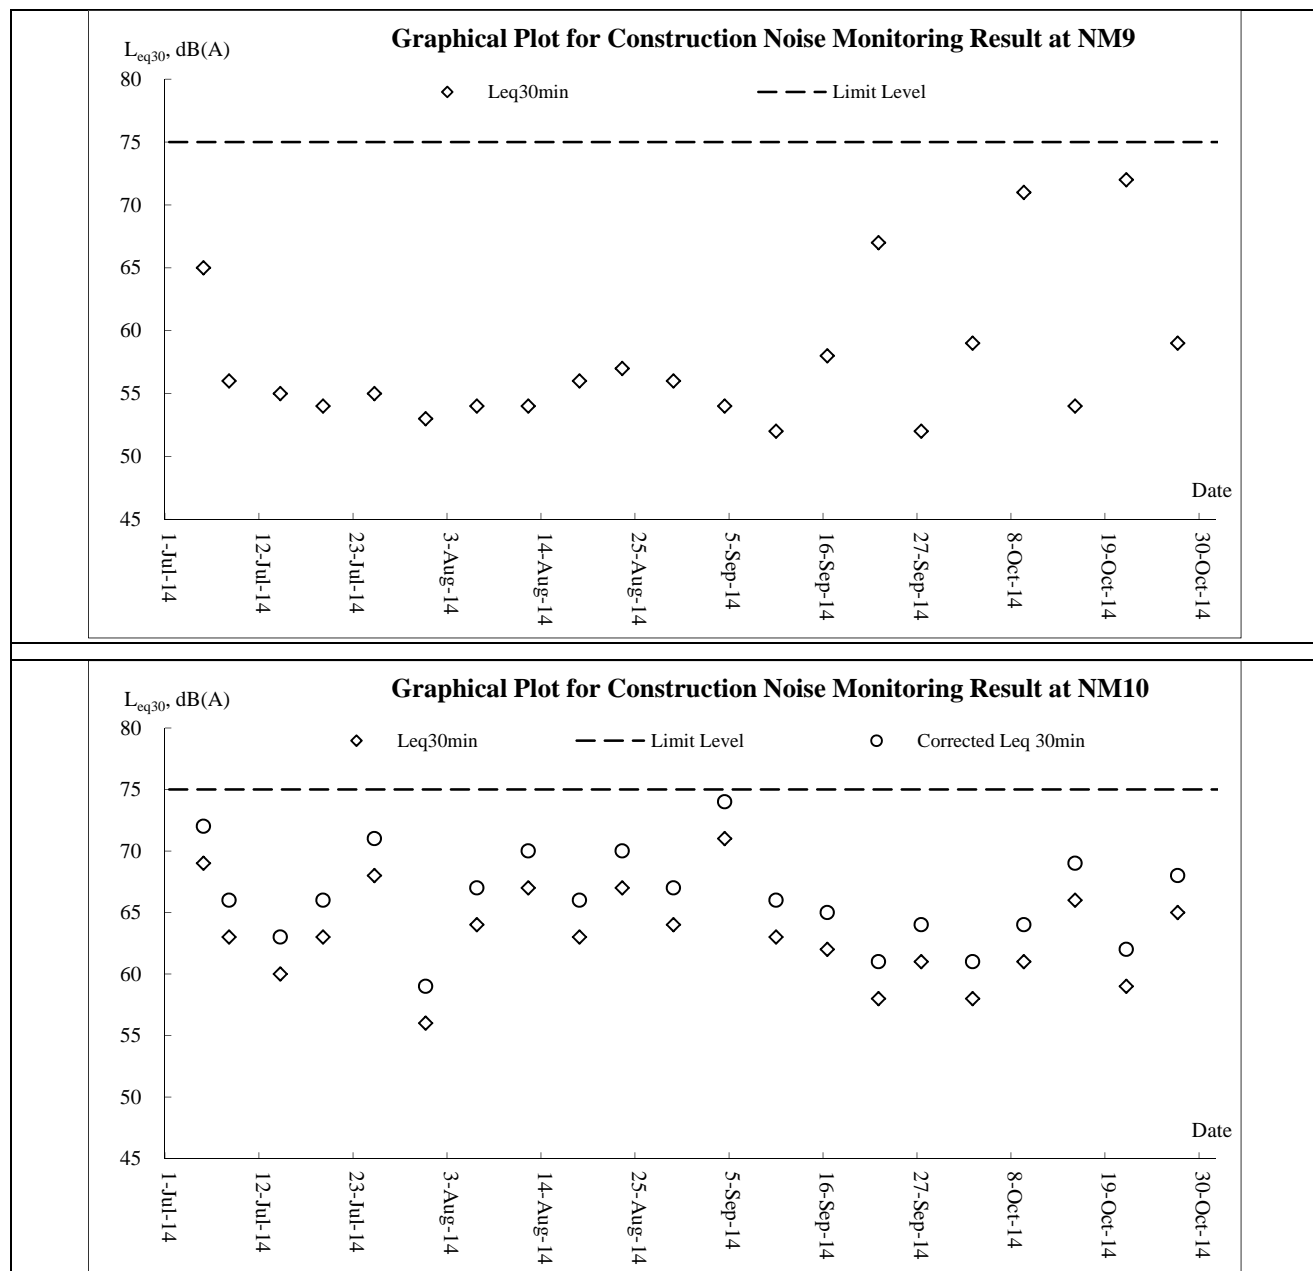 Graphical Plot for Construction Noise Monitoring Result at NM9
Leq30, dB(A)
Leq30min
Limit Level
80
75
70
65
60
55
50
45
Date
1-Jul-14
12-Jul-14
23-Jul-14
3-Aug-14
14-Aug-14
25-Aug-14
5-Sep-14
16-Sep-14
27-Sep-14
8-Oct-14
19-Oct-14
30-Oct-14
Graphical Plot for Construction Noise Monitoring Result at NM10
Leq30, dB(A)
Leq30min
Limit Level
Corrected Leq 30min
80
75
70
65
60
55
50
45
Date
1-Jul-14
12-Jul-14
23-Jul-14
3-Aug-14
14-Aug-14
25-Aug-14
5-Sep-14
16-Sep-14
27-Sep-14
8-Oct-14
19-Oct-14
30-Oct-14